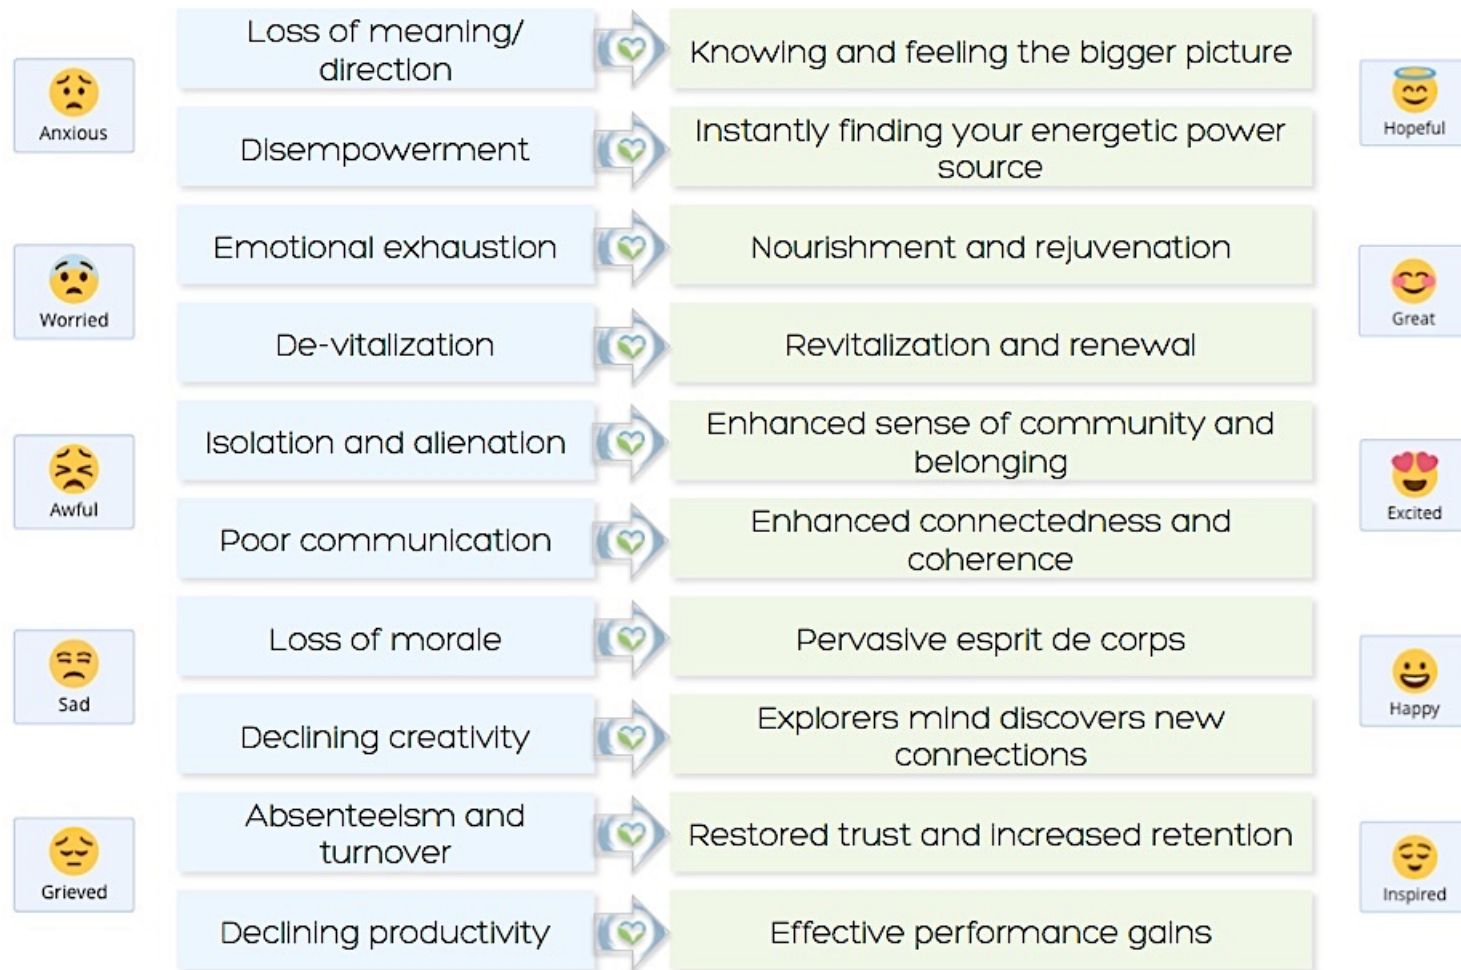 Loss of meaning/
direction
Knowing and feeling the bigger picture
Anxious
Hopeful
Disempowerment
Instantly finding your energetic power
source
Emotional exhaustion
Nourishment and rejuvenation
Worried
Great
De-vitalization
Revitalization and renewal
Isolation and alienation
Enhanced sense of community and
belonging
Awful
Excited
Poor communication
Enhanced connectedness and
coherence
Loss of morale
Pervasive esprit de corps
Sad
Happy
Declining creativity
Explorers mind discovers new
connections
Absenteeism and
turnover
Restored trust and increased retention
Grieved
Inspired
Declining productivity
Effective performance gains